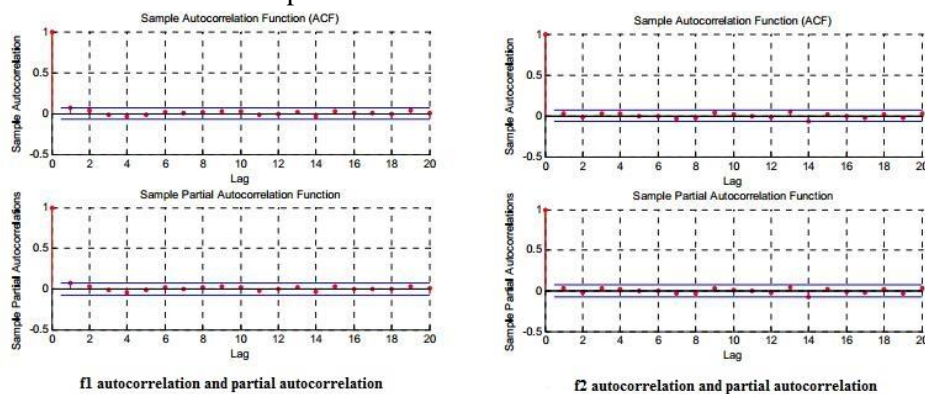 Sample Autocorrelation Function (ACF)
Sample Autocorrelation
1
0.5
0
-0.5
0 2 4 6 8 10 12 14 16 18 20
Lag
Sample Partial Autocorrelation Function
Sample Partial Autocorrelations
1
0.5
0
-0.5
0 2 4 6 8 10 12 14 16 18 20
Lag
f1 autocorrelation and partial autocorrelation
Sample Autocorrelation Function (ACF)
Sample Autocorrelation
1
0.5
0
-0.5
0 2 4 6 8 10 12 14 16 18 20
Lag
Sample Partial Autocorrelation Function
Sample Partial Autocorrelations
1
0.5
0
-0.5
0 2 4 6 8 10 12 14 16 18 20
Lag
f2 autocorrelation and partial autocorrelation